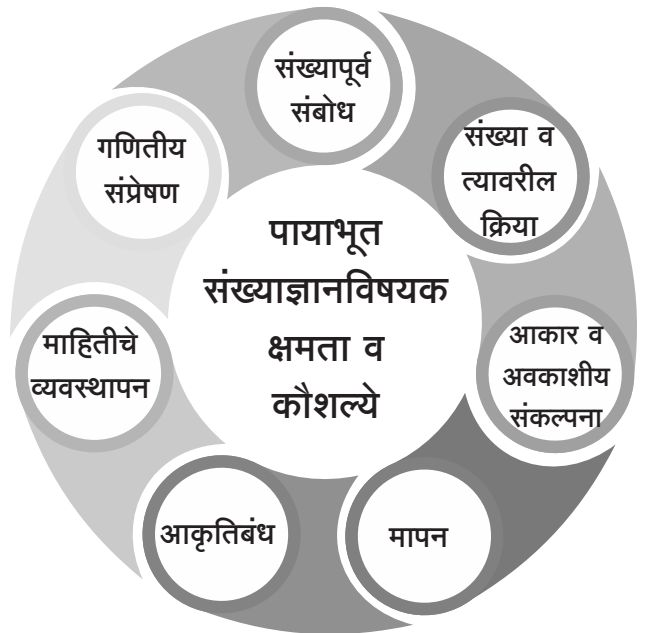 संख्यापूर्व
संबोध
संख्या व
त्यावरील
क्रिया
आकार व
अवकाशीय
संकल्पना
मापन
आकृतिबंध
माहितीचे
व्यवस्थापन
गणितीय
संप्रेषण
पायाभूत
संख्याज्ञानविषयक
क्षमता व
कौशल्ये